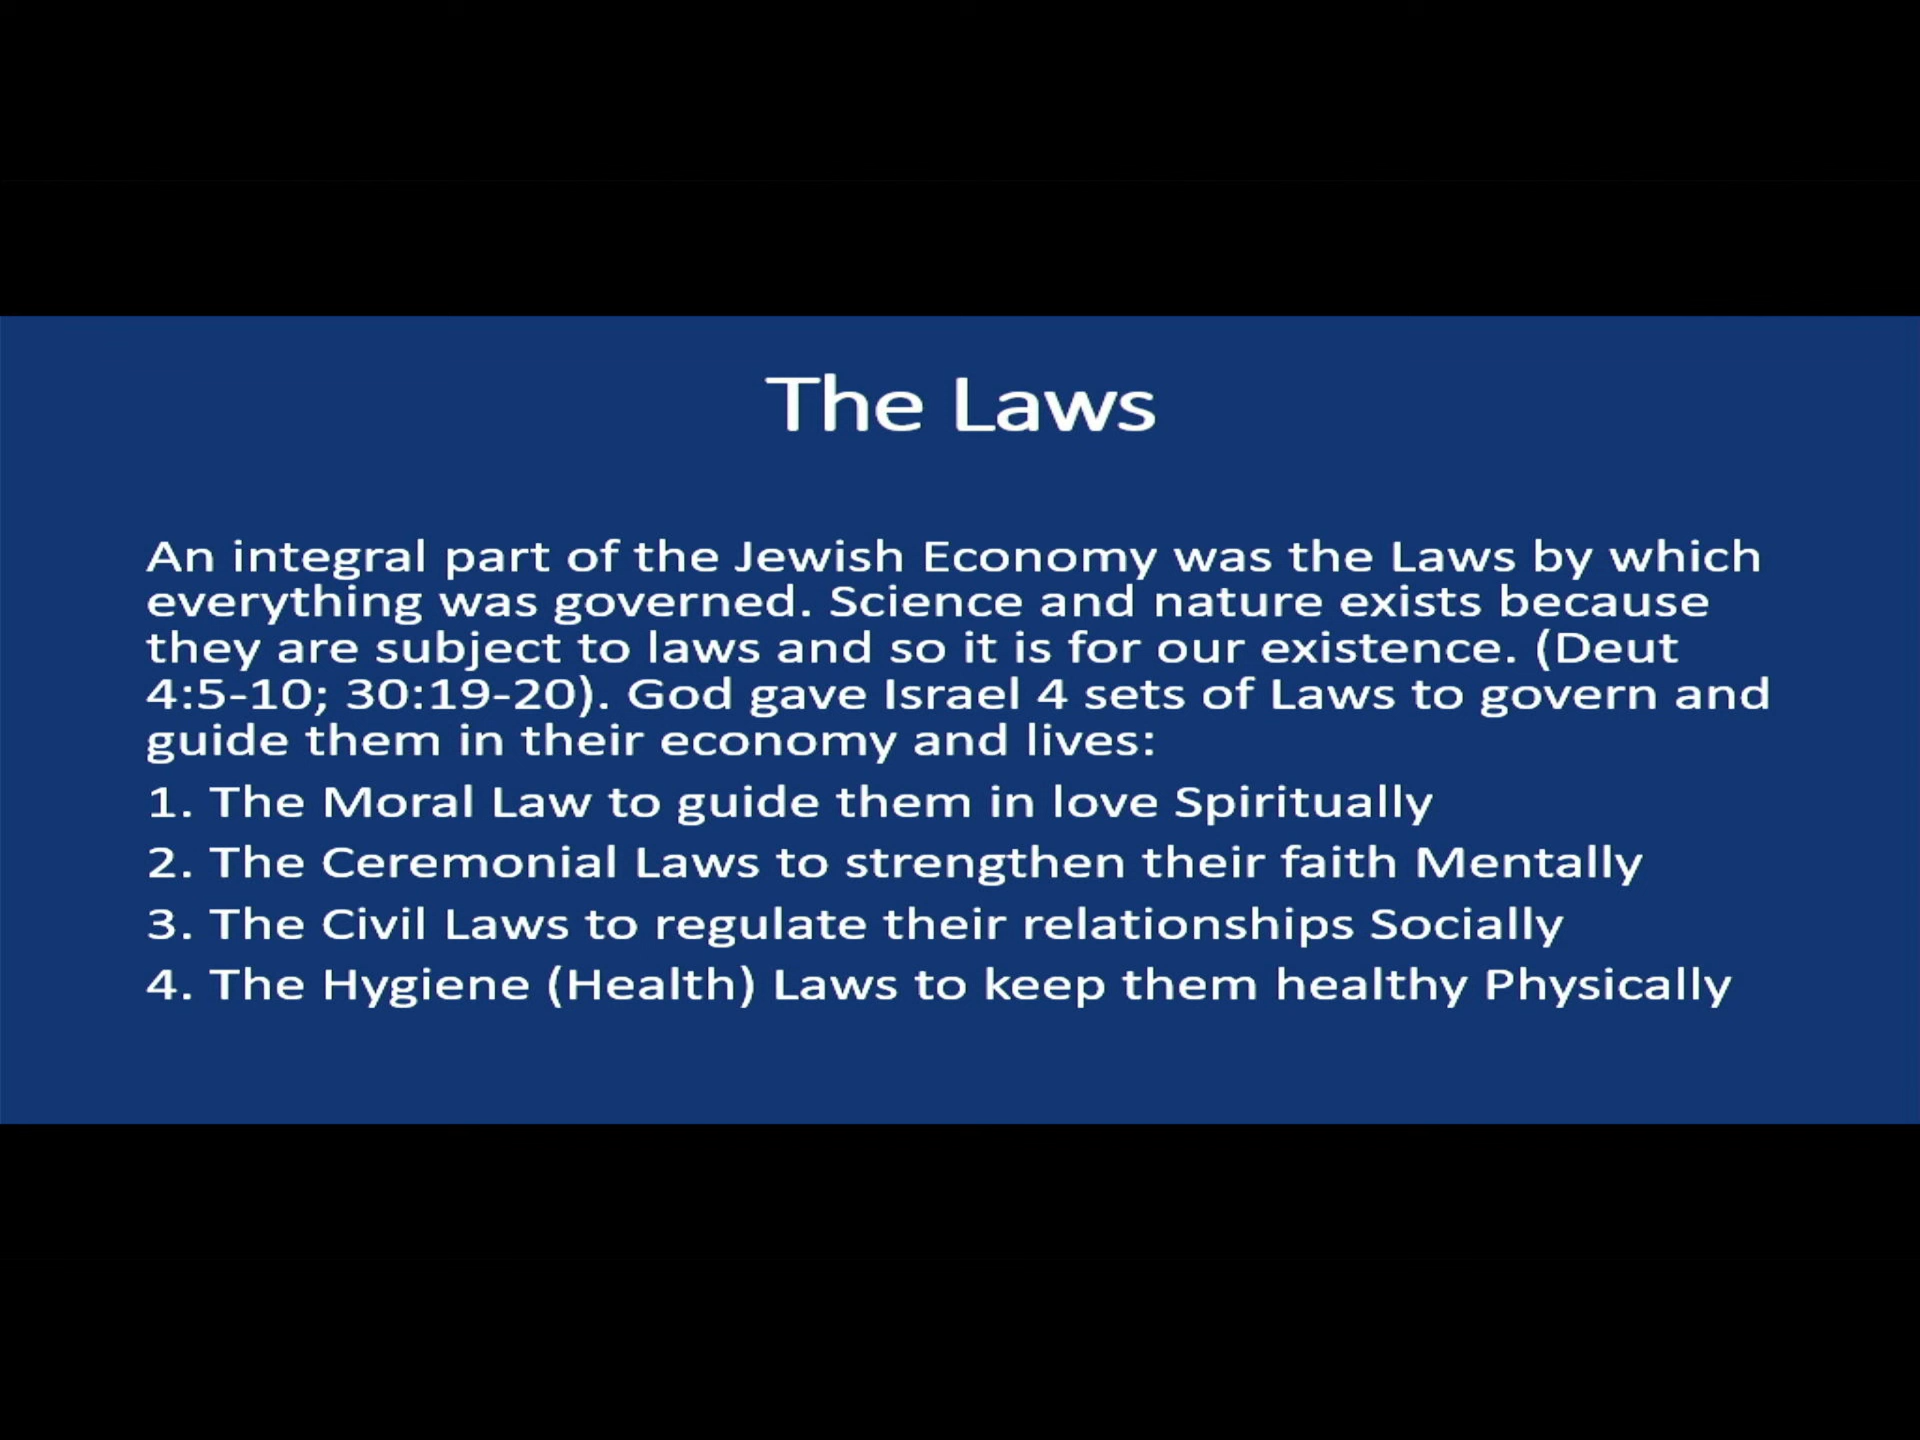 The Laws
An integral part of the Jewish Economy was the Laws by which
everything was governed. Science and nature exists because
they are subject to laws and so it is for our existence. (Deut
4:5-10; 30:19-20). God gave Israel 4 sets of Laws to govern and
guide them in their economy and lives:
1. The Moral Law to guide them in love Spiritually
2. The Ceremonial Laws to strengthen their faith Mentally
3. The Civil Laws to regulate their relationships Socially
4. The Hygiene (Health) Laws to keep them healthy Physically